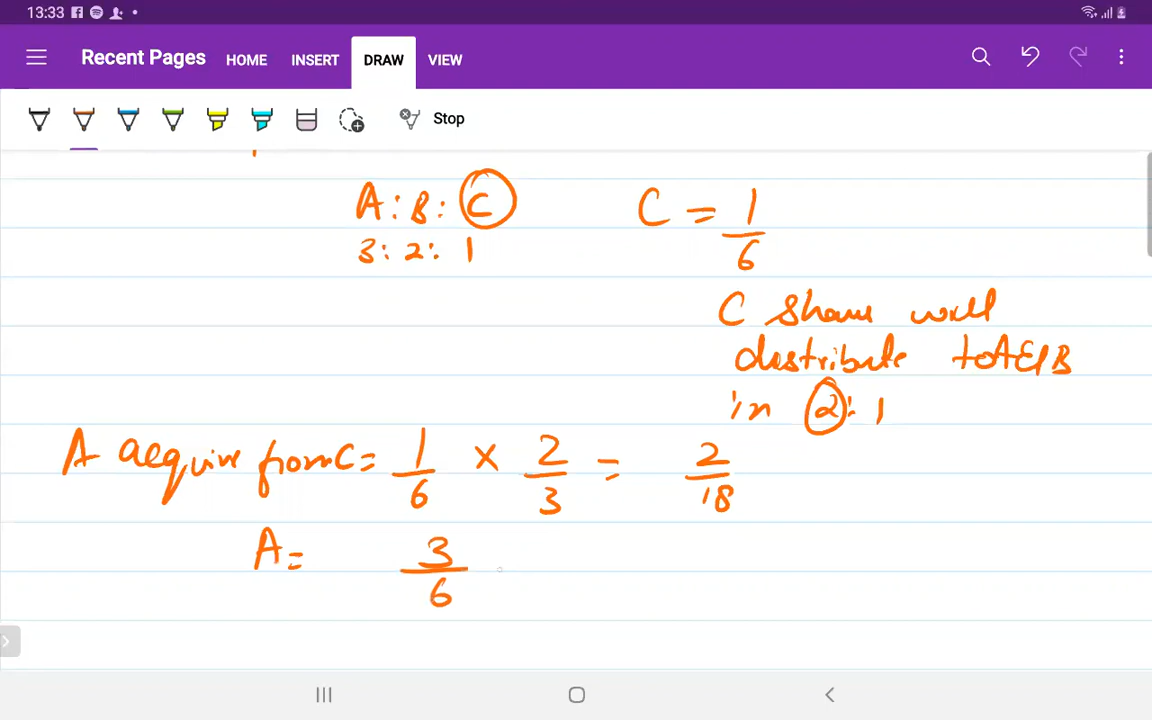 13:33
Recent Pages HOME INSERT DRAW VIEW
Stop
A : B : C
3 : 2 : 1
C = 1/6
C Share will
distribute to A & B
in 2 : 1
A acquire from C = 1/6 × 2/3 = 2/18
A = 3/6